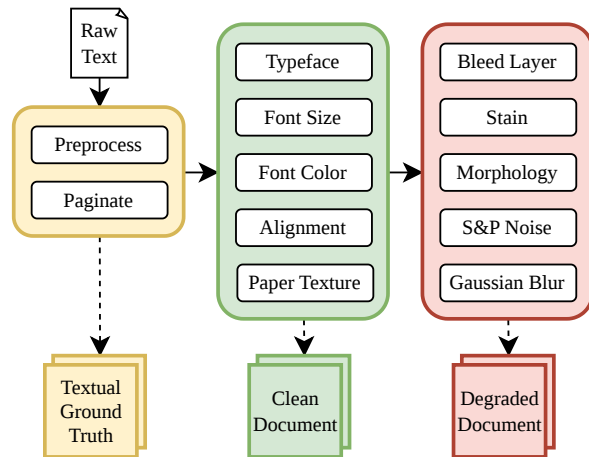 Raw
Text
Preprocess
Paginate
Textual
Ground
Truth
Typeface
Font Size
Font Color
Alignment
Paper Texture
Clean
Document
Bleed Layer
Stain
Morphology
S&P Noise
Gaussian Blur
Degraded
Document